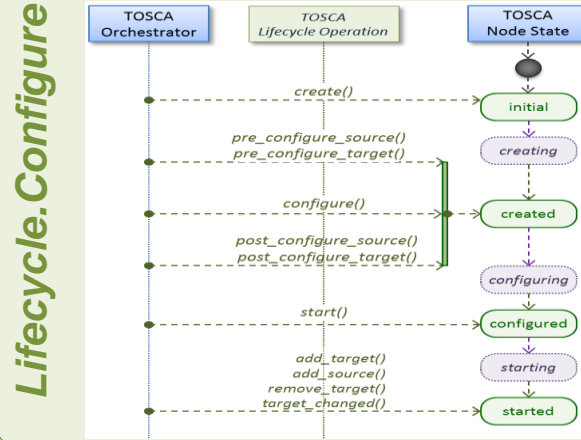 Lifecycle.Configure
TOSCA
Orchestrator
TOSCA
Lifecycle Operation
TOSCA
Node State
create()
initial
creating
pre_configure_source()
pre_configure_target()
configure()
created
post_configure_source()
post_configure_target()
configuring
start()
configured
starting
add_target()
add_source()
remove_target()
target_changed()
started